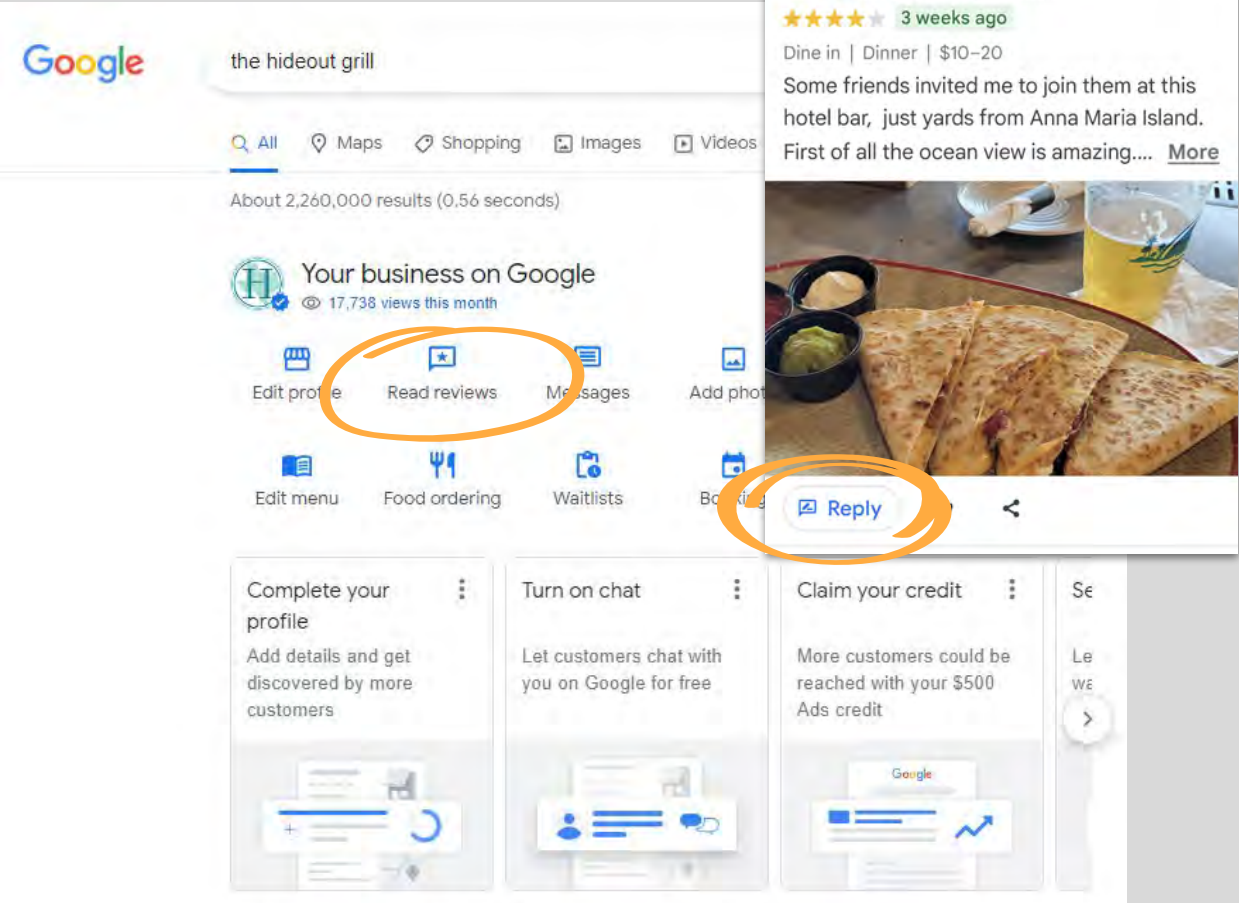 Google
the hideout grill
All
Maps
Shopping
Images
Videos
About 2,260,000 results (0.56 seconds)
H
Your business on Google
17,738 views this month
Edit profile
Read reviews
Messages
Add phot
Edit menu
Food ordering
Waitlists
Booking
3 weeks ago
Dine in | Dinner | $10–20
Some friends invited me to join them at this
hotel bar, just yards from Anna Maria Island.
First of all the ocean view is amazing.... More
Reply
Complete your
profile
Add details and get
discovered by more
customers
Turn on chat
Let customers chat with
you on Google for free
Claim your credit
More customers could be
reached with your $500
Ads credit
Google
Se
Le
wa